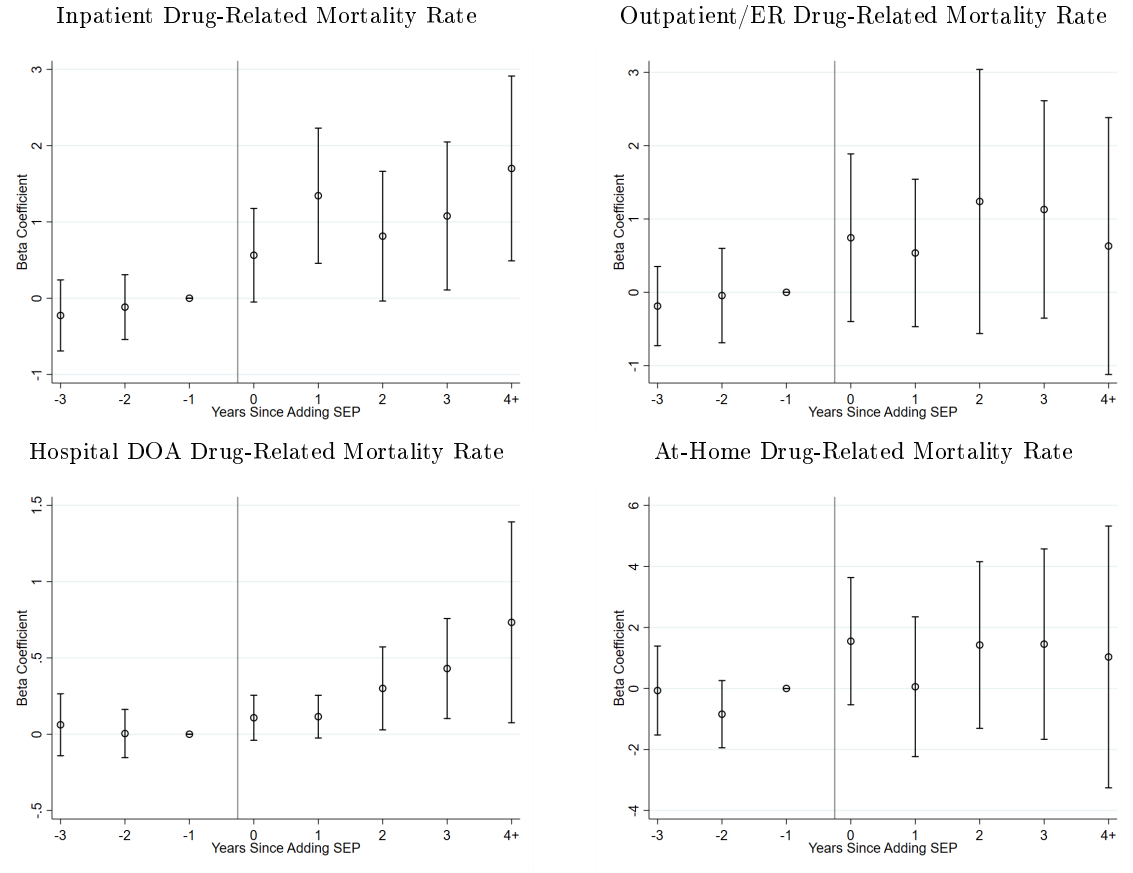 Inpatient Drug-Related Mortality Rate
Beta Coefficient
3
2
1
0
-1
-3 -2 -1 0 1 2 3 4+
Years Since Adding SEP
Outpatient/ER Drug-Related Mortality Rate
Beta Coefficient
3
2
1
0
-1
-3 -2 -1 0 1 2 3 4+
Years Since Adding SEP
Hospital DOA Drug-Related Mortality Rate
Beta Coefficient
1.5
1
.5
0
-.5
-3 -2 -1 0 1 2 3 4+
Years Since Adding SEP
At-Home Drug-Related Mortality Rate
Beta Coefficient
6
4
2
0
-2
-4
-3 -2 -1 0 1 2 3 4+
Years Since Adding SEP